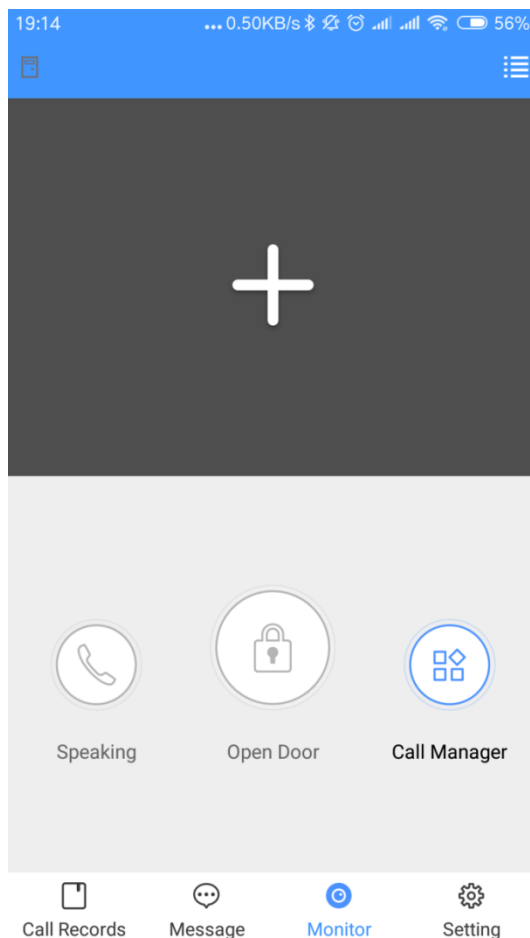 19:14 ... 0.50KB/s 56%
Speaking Open Door Call Manager
Call Records Message Monitor Setting